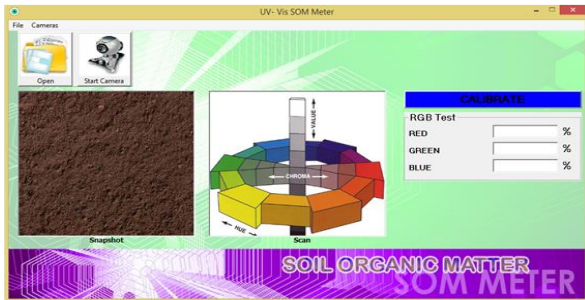 UV- Vis SOM Meter
File Cameras
Open
Start Camera
CALIBRATE
RGB Test
RED %
GREEN %
BLUE %
VALUE
CHROMA
HUE
Snapshot
Scan
SOIL ORGANIC MATTER
SOM METER